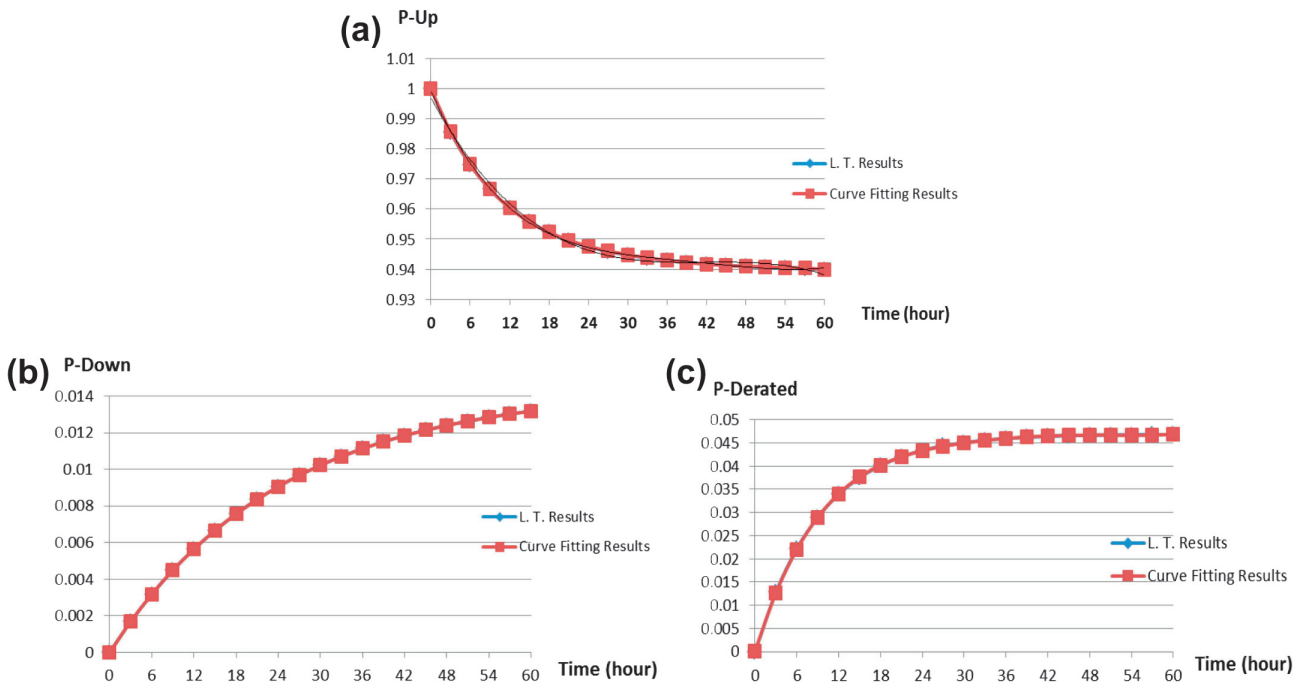 (a)
P-Up
1.01
1
0.99
0.98
0.97
0.96
0.95
0.94
0.93
0 6 12 18 24 30 36 42 48 54 60
Time (hour)
L. T. Results
Curve Fitting Results
(b)
P-Down
0.014
0.012
0.01
0.008
0.006
0.004
0.002
0
0 6 12 18 24 30 36 42 48 54 60
Time (hour)
L. T. Results
Curve Fitting Results
(c)
P-Derated
0.05
0.045
0.04
0.035
0.03
0.025
0.02
0.015
0.01
0.005
0
0 6 12 18 24 30 36 42 48 54 60
Time (hour)
L. T. Results
Curve Fitting Results